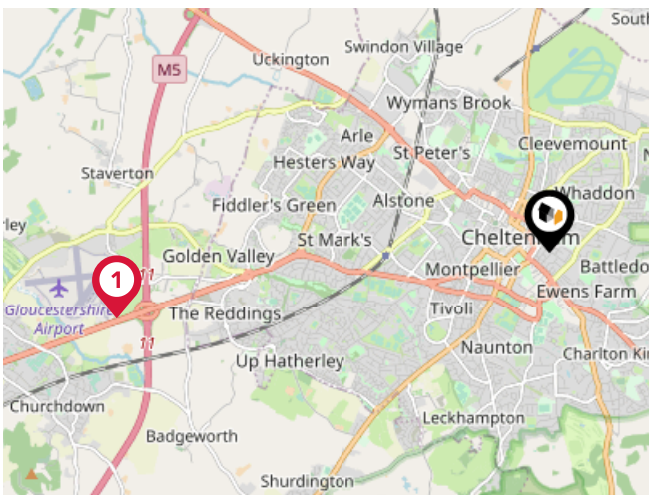 South
Swindon Village
Uckington
M5
Wymans Brook
Arle
Cleevemount
St Peter's
Hesters Way
Staverton
Whaddon
Alstone
Fiddler's Green
rley
St Mark's
Golden Valley
Montpellier
Battledo
11
1
Ewens Farm
Gloucestershire
Airport
The Reddings
Tivoli
11
Naunton
Up Hatherley
Charlton Ki
Churchdown
Leckhampton
Badgeworth
Shurdington